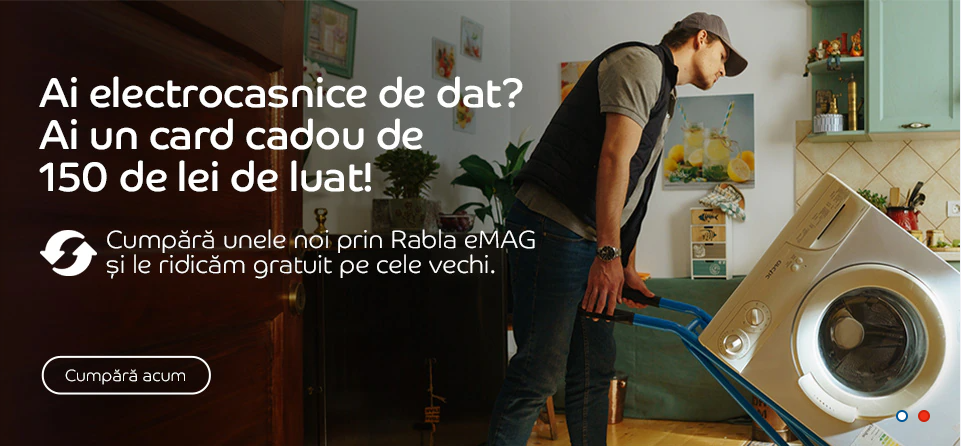 Ai electrocasnice de dat?
Ai un card cadou de
150 de lei de luat!
Cumpără unele noi prin Rabla eMAG
și le ridicăm gratuit pe cele vechi.
Cumpără acum